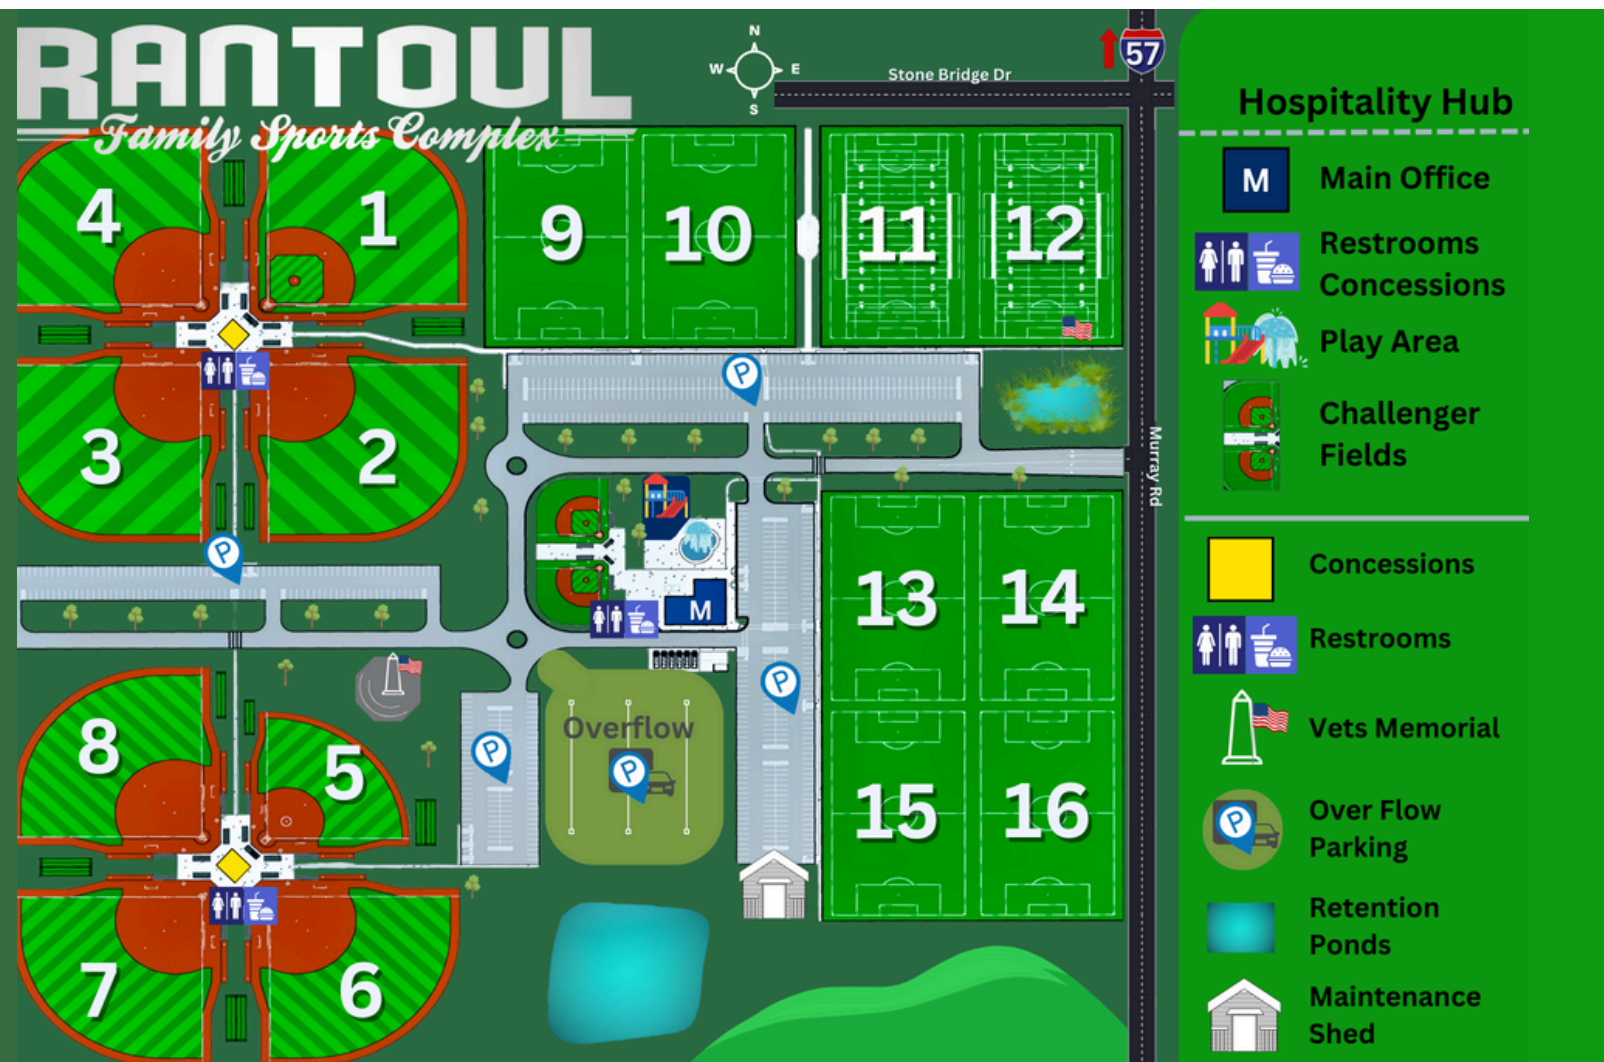 RANTOUL
Family Sports Complex
N
W E
S
Stone Bridge Dr
57
Murray Rd
4
1
9
10
11
12
3
2
P
P
M
13
14
8
5
P
P
Overflow
P
15
16
7
6
Hospitality Hub
M
Main Office
Restrooms
Concessions
Play Area
Challenger
Fields
Concessions
Restrooms
Vets Memorial
P
Over Flow
Parking
Retention
Ponds
Maintenance
Shed